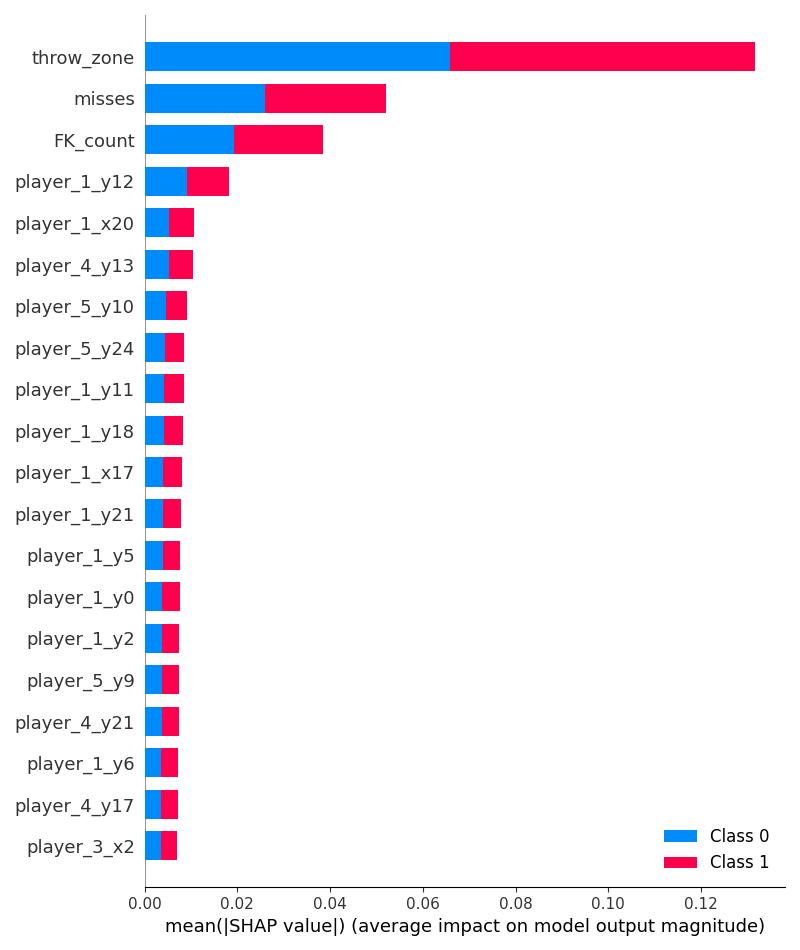 throw_zone
misses
FK_count
player_1_y12
player_1_x20
player_4_y13
player_5_y10
player_5_y24
player_1_y11
player_1_y18
player_1_x17
player_1_y21
player_1_y5
player_1_y0
player_1_y2
player_5_y9
player_4_y21
player_1_y6
player_4_y17
player_3_x2
Class 0
Class 1
0.00 0.02 0.04 0.06 0.08 0.10 0.12
mean(|SHAP value|) (average impact on model output magnitude)